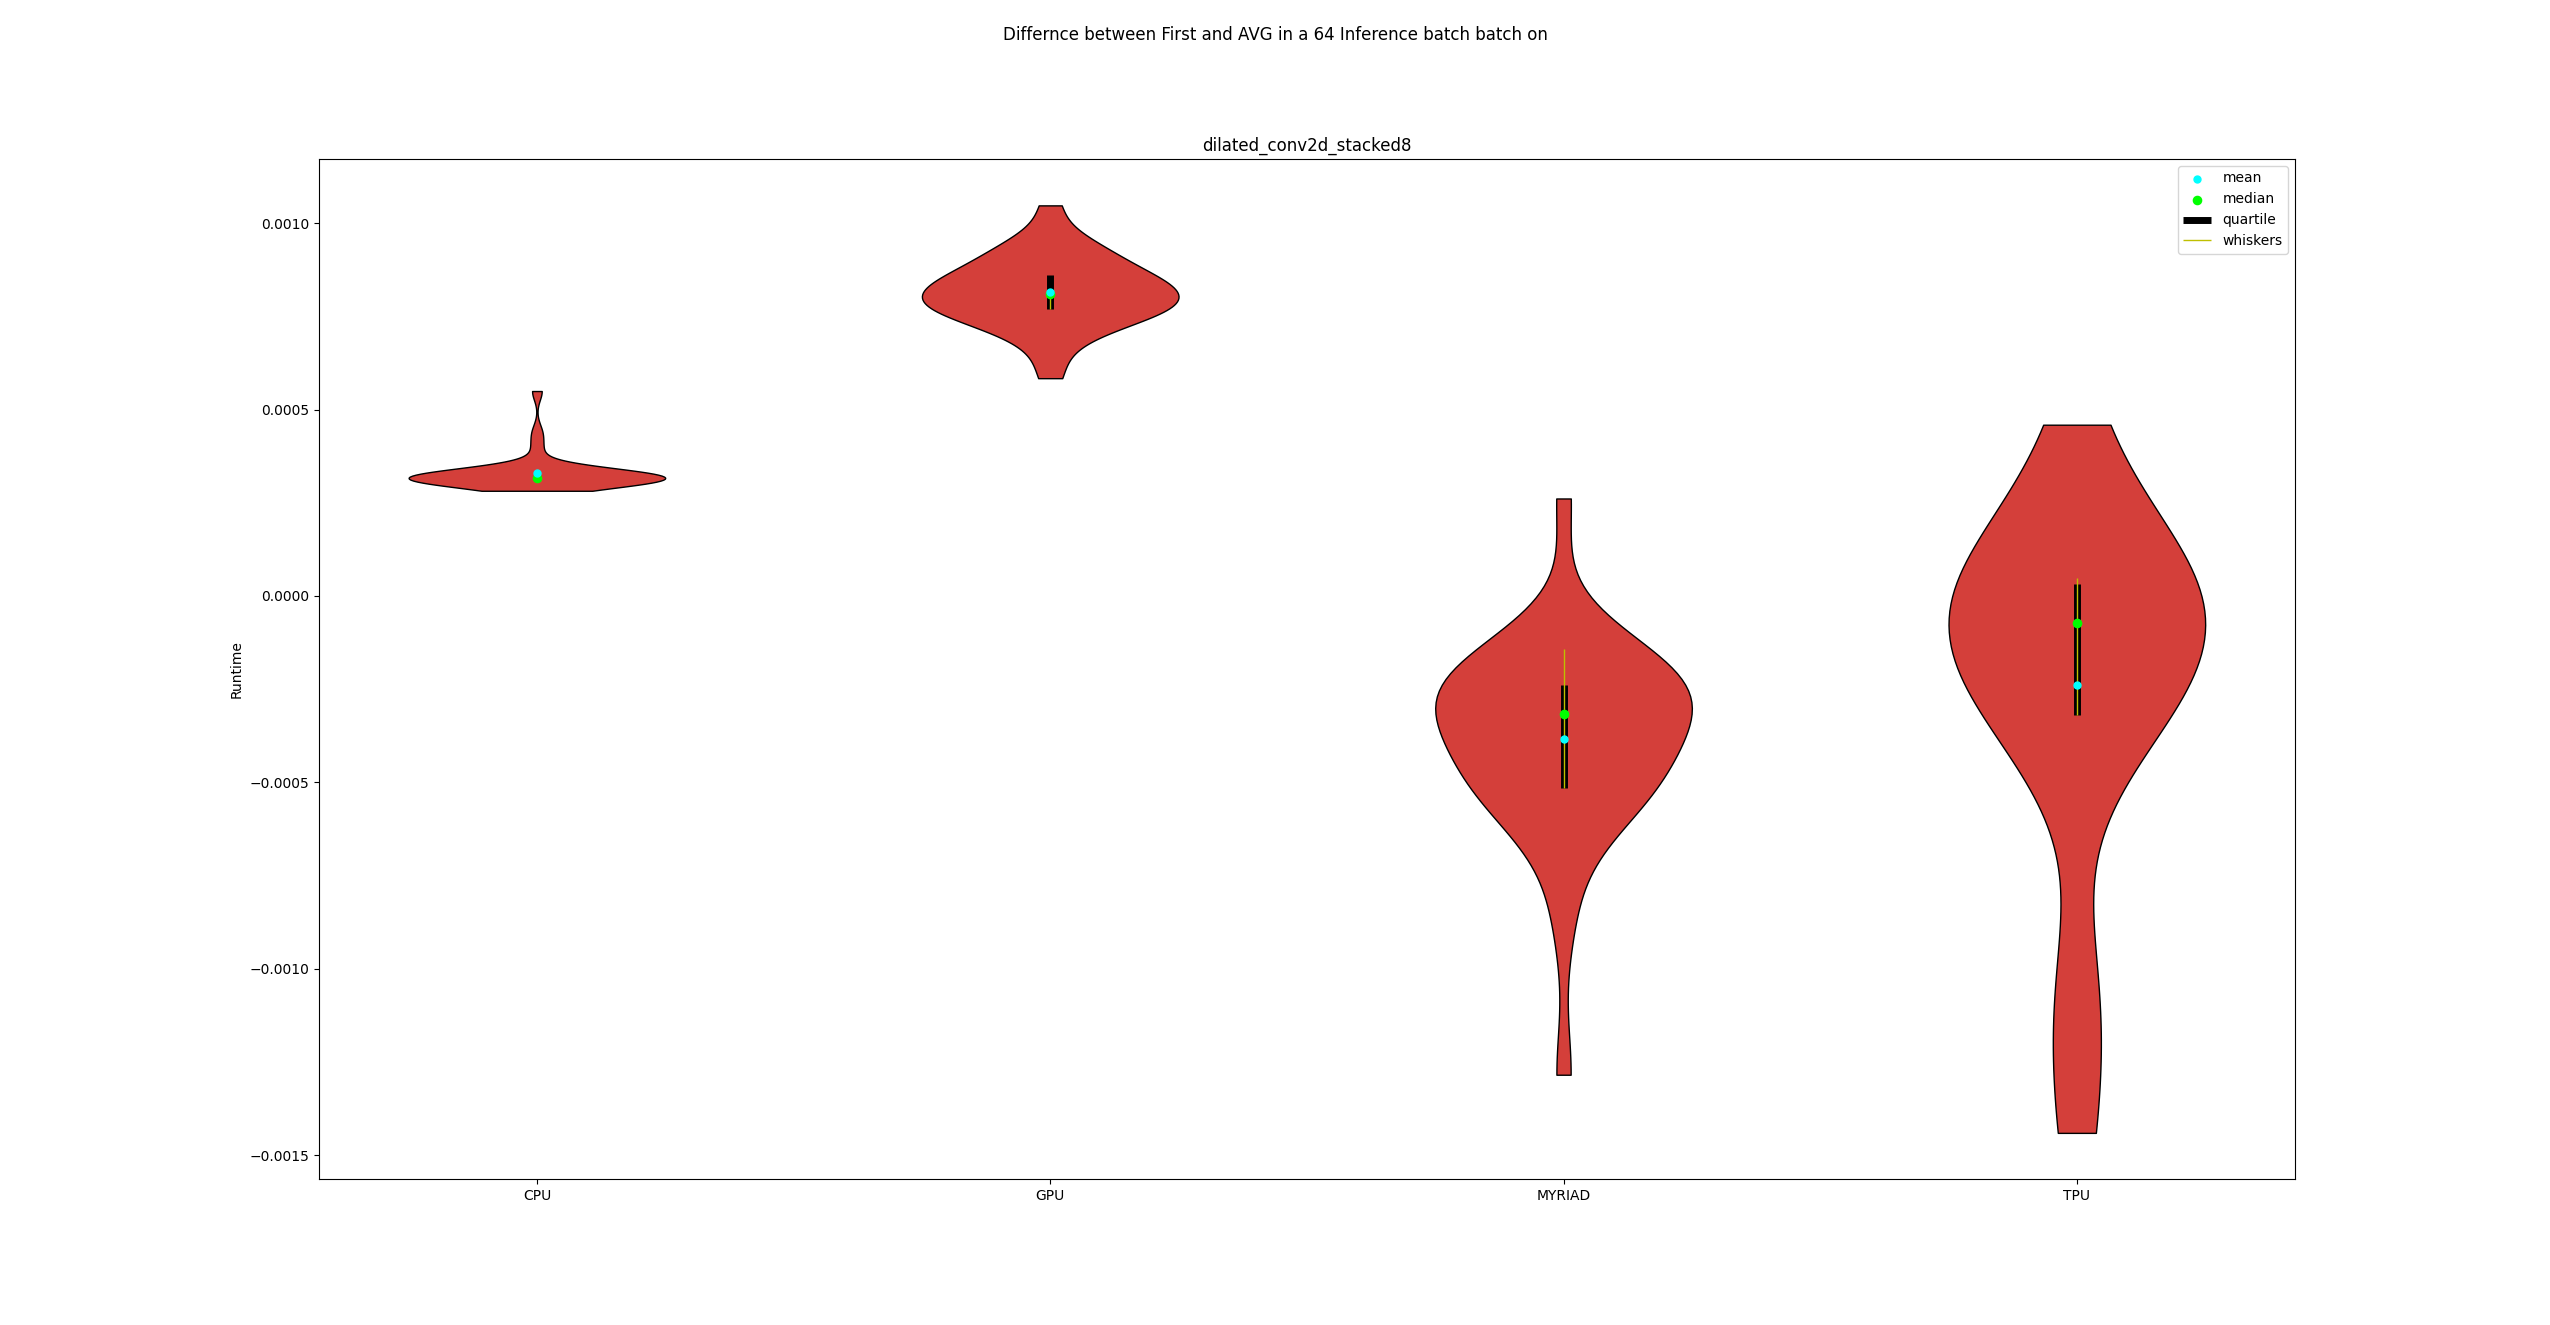 Differnce between First and AVG in a 64 Inference batch batch on
dilated_conv2d_stacked8
mean
median
quartile
whiskers
0.0010
0.0005
0.0000
−0.0005
−0.0010
−0.0015
Runtime
CPU
GPU
MYRIAD
TPU